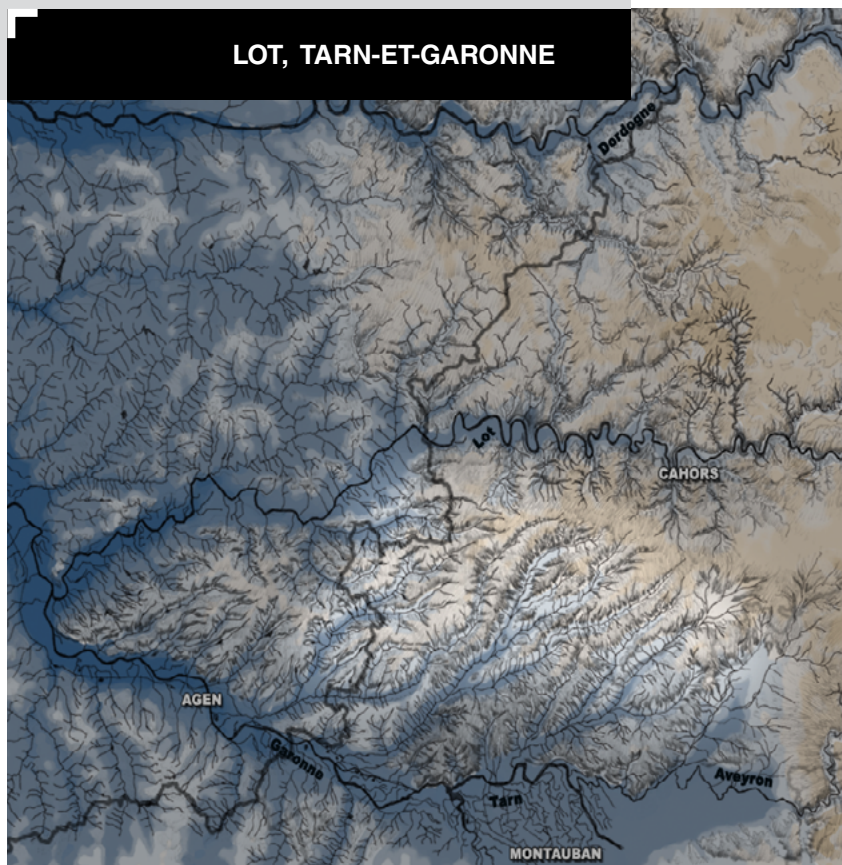 LOT, TARN-ET-GARONNE
Dordogne
Lot
CAHORS
AGEN
Garonne
Aveyron
Tarn
MONTAUBAN